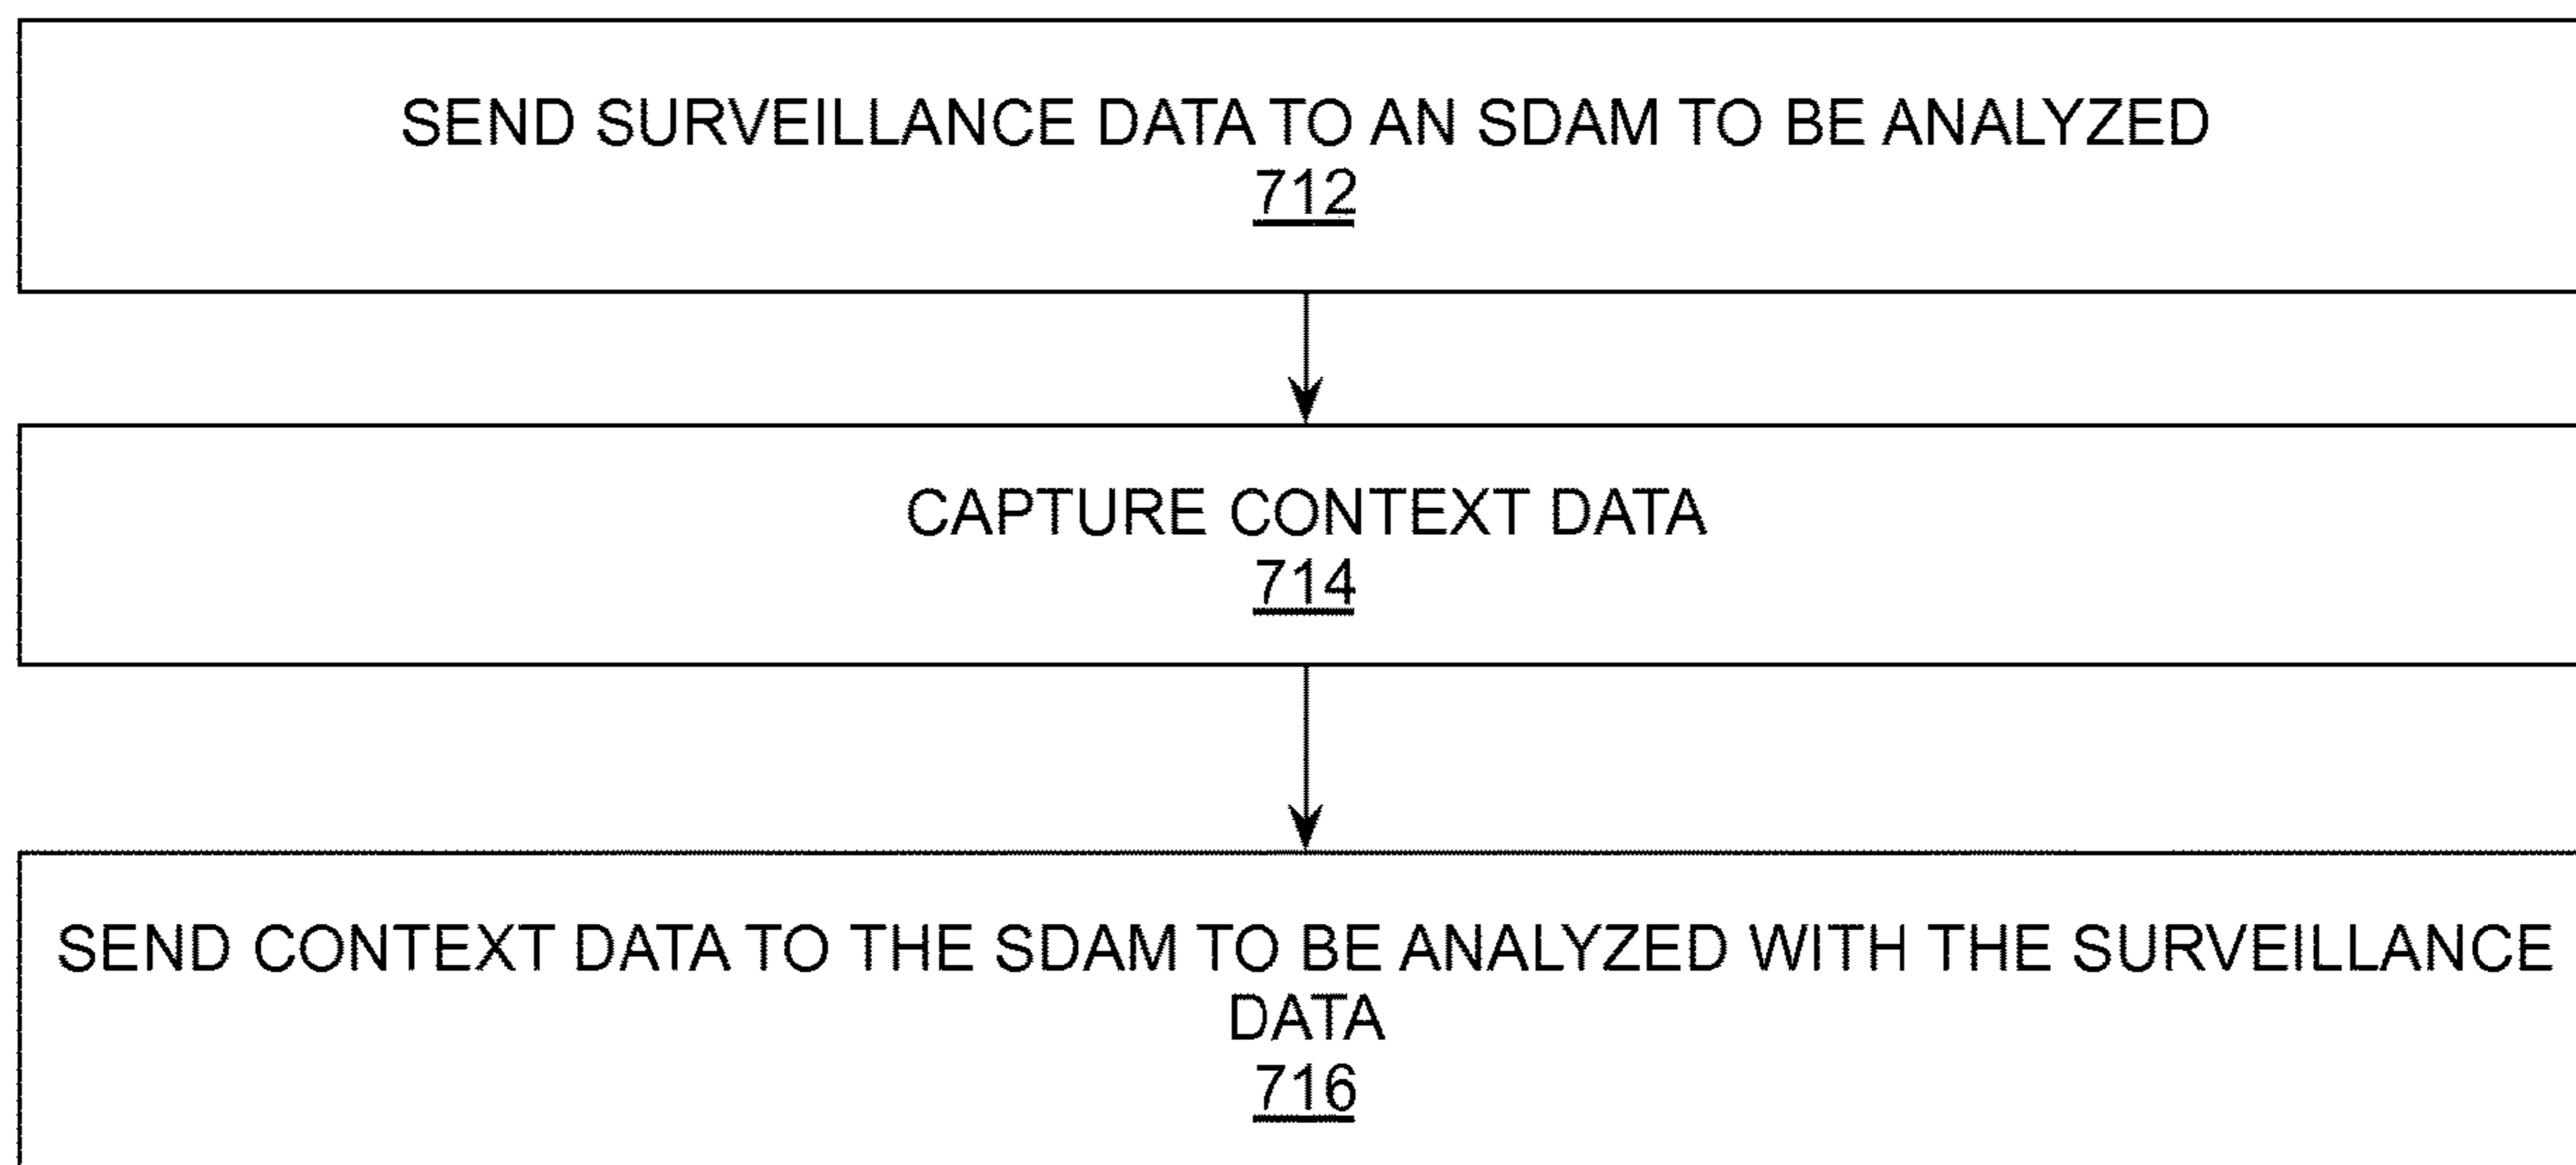 SEND SURVEILLANCE DATA TO AN SDAM TO BE ANALYZED
712
CAPTURE CONTEXT DATA
714
SEND CONTEXT DATA TO THE SDAM TO BE ANALYZED WITH THE SURVEILLANCE
DATA
716